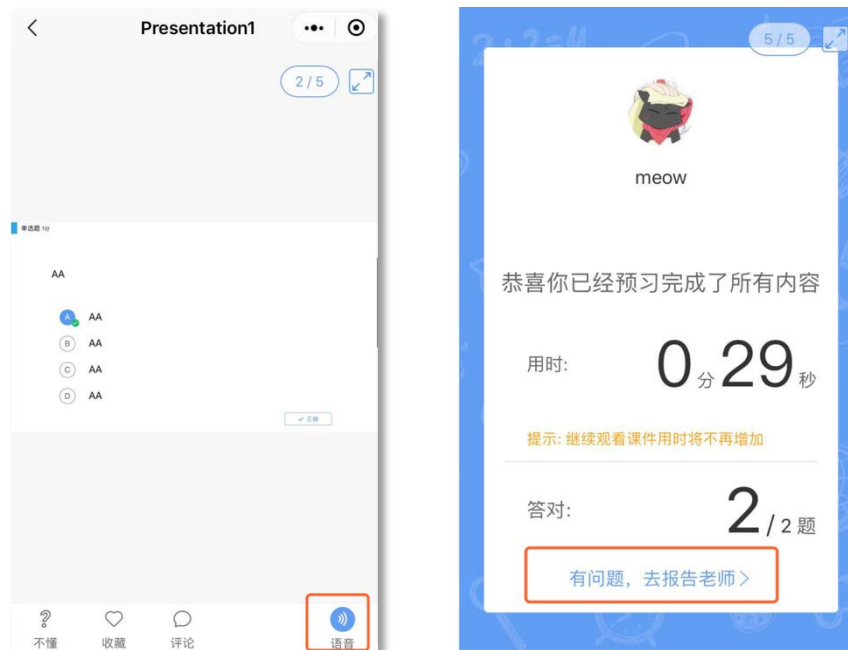 Presentation1
2/5
单选题 1分
AA
A AA
B AA
C AA
D AA
正确
不懂
收藏
评论
语音
5/5
meow
恭喜你已经预习完成了所有内容
用时: 0分29秒
提示: 继续观看课件用时将不再增加
答对: 2/2题
有问题，去报告老师>